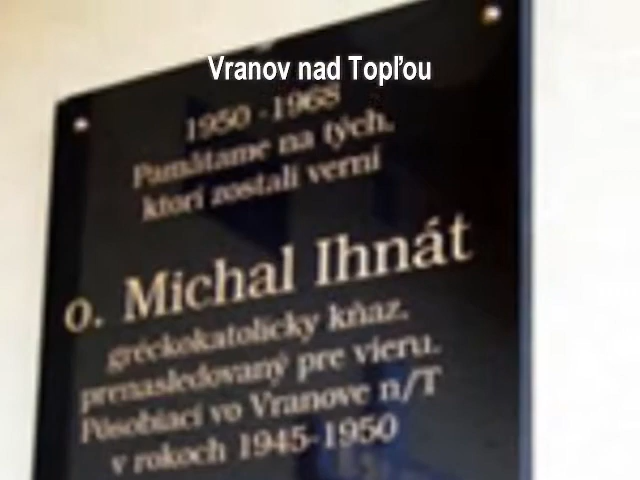 Vranov nad Topľou
1950 - 1968
Pamätame na tých,
ktorí zostali verní
o. Michal Ihnát
gréckokatolícky kňaz,
prenasledovaný pre vieru.
Pôsobiaci vo Vranove n/T
v rokoch 1945-1950